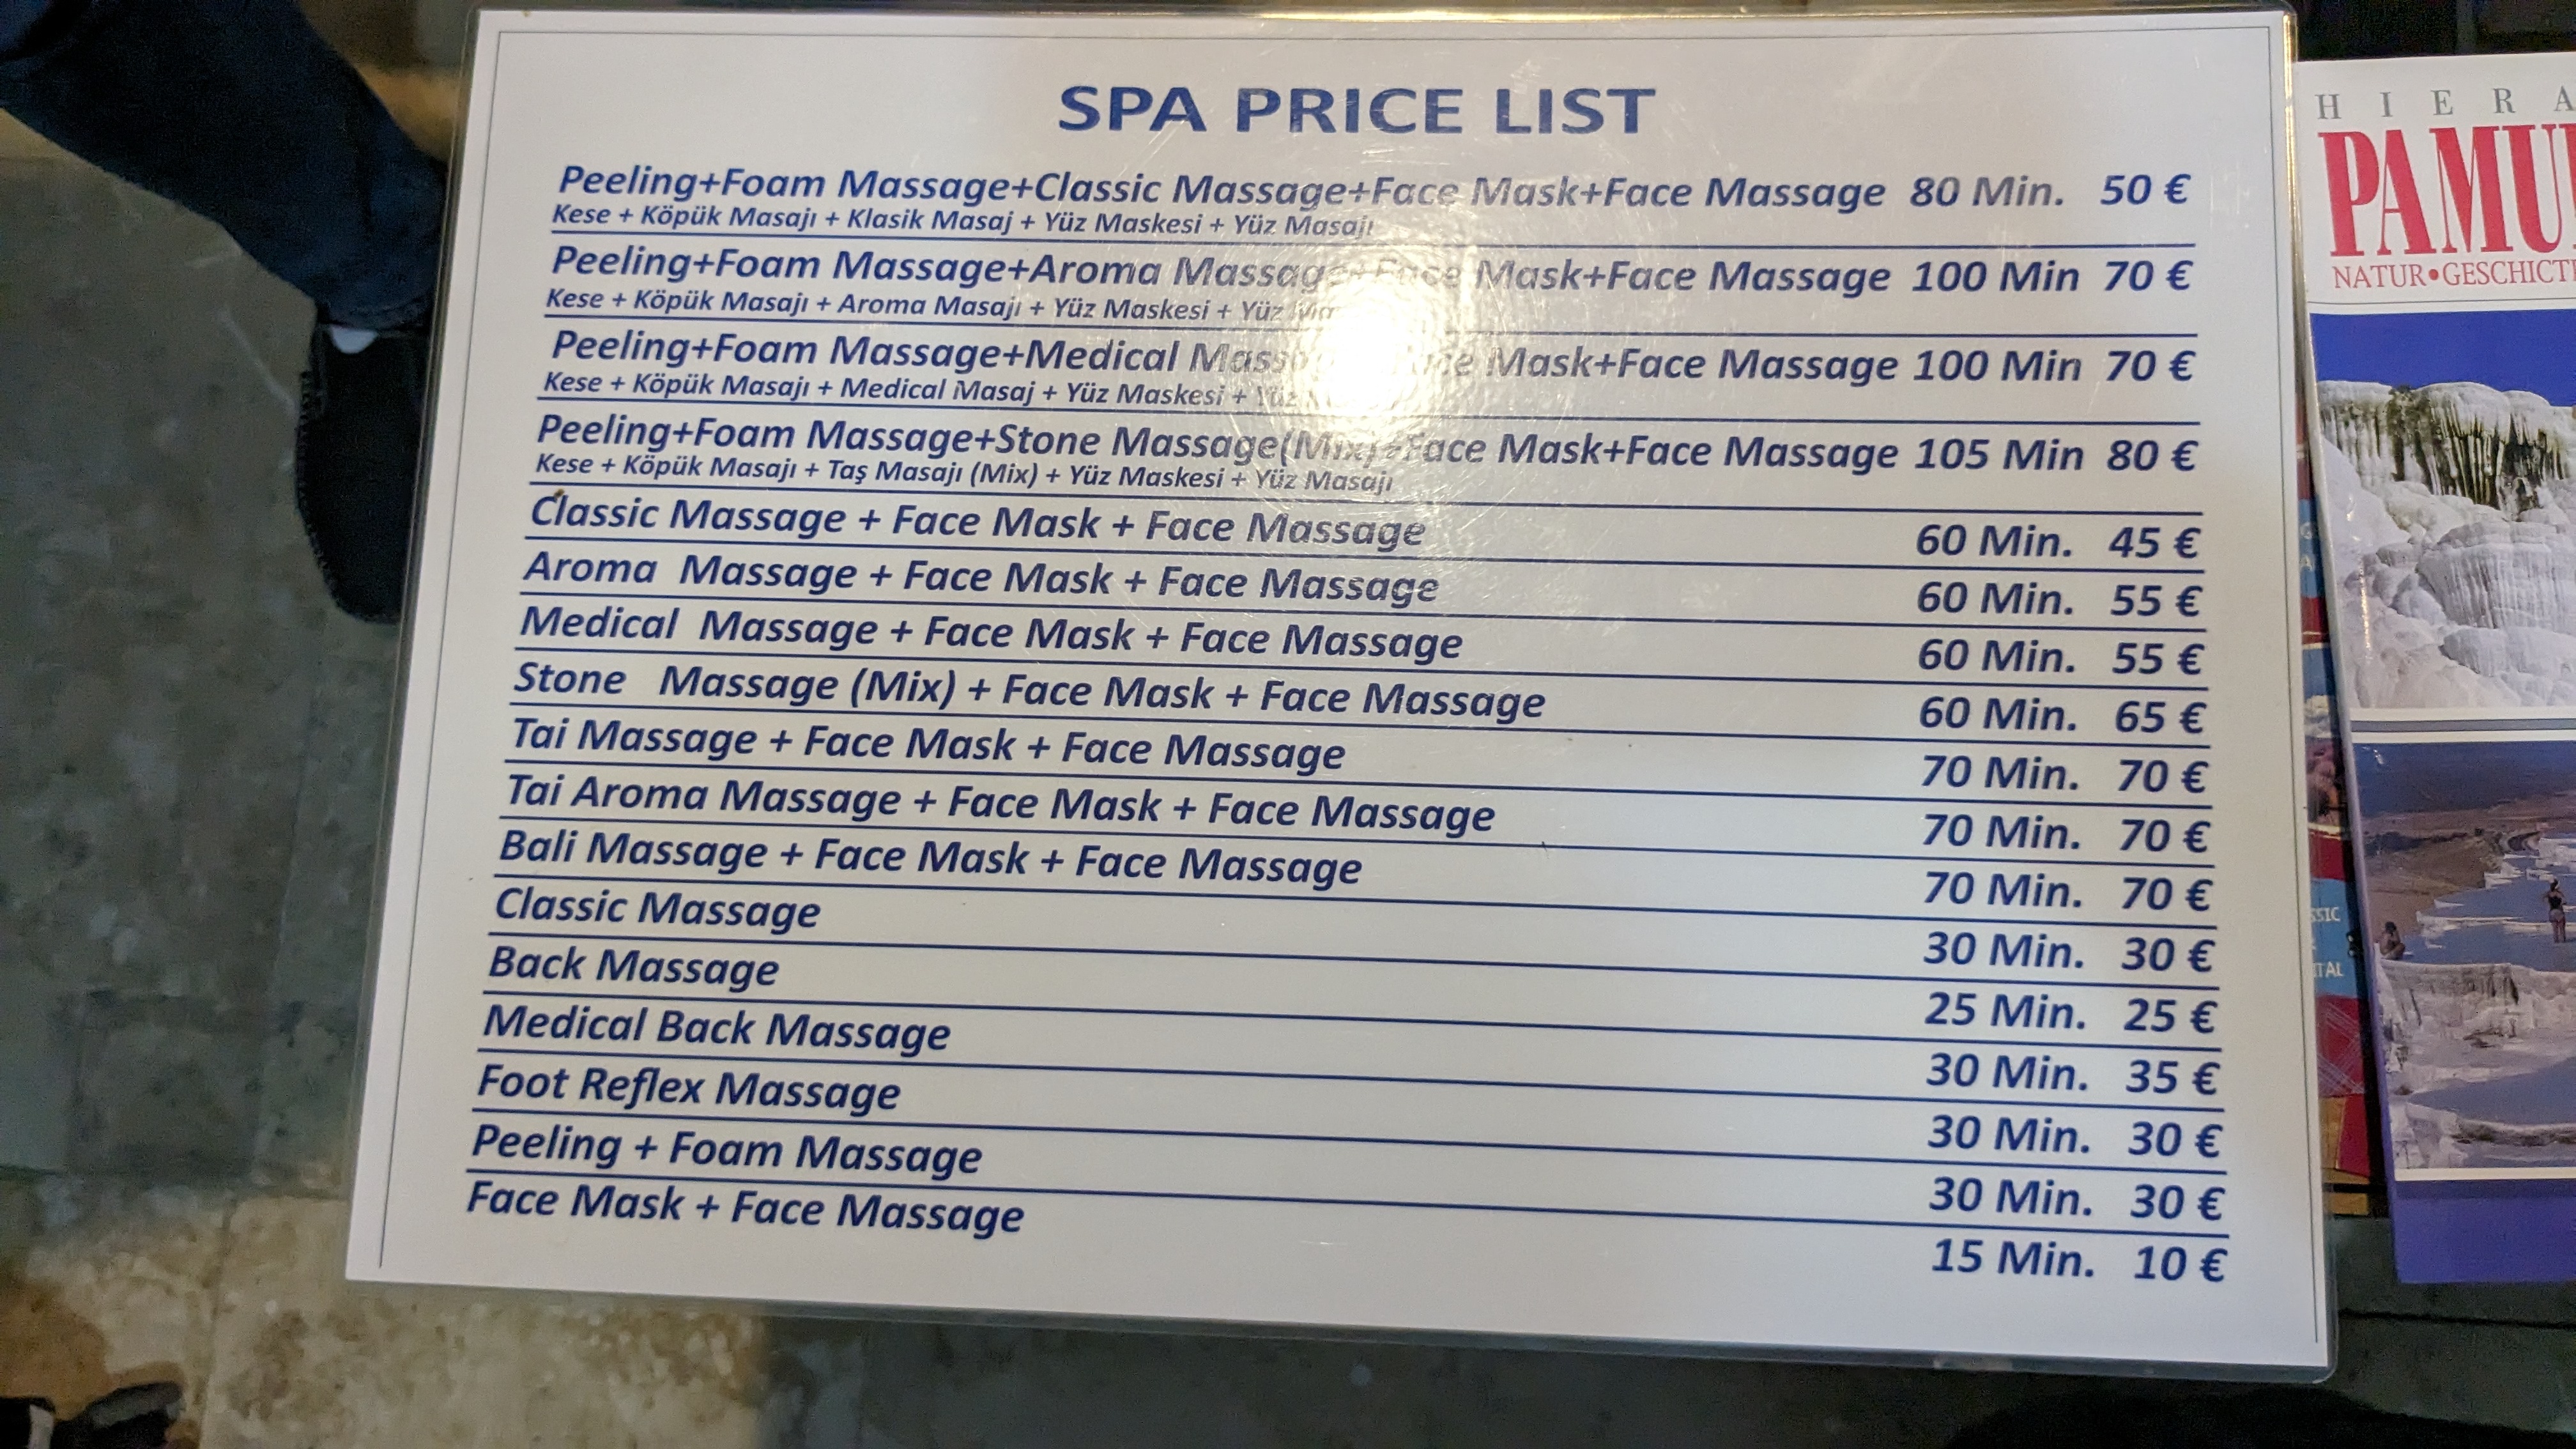 SPA PRICE LIST
Peeling+Foam Massage+Classic Massage+Face Mask+Face Massage 80 Min. 50 €
Kese + Köpük Masajı + Klasik Masaj + Yüz Maskesi + Yüz Masajı
Peeling+Foam Massage+Aroma Massage+Face Mask+Face Massage 100 Min 70 €
Kese + Köpük Masajı + Aroma Masajı + Yüz Maskesi + Yüz
Peeling+Foam Massage+Medical Mask+Face Massage 100 Min 70 €
Kese + Köpük Masajı + Medical Masaj + Yüz Maskesi + Yüz
Peeling+Foam Massage+Stone Massage(Mix)+Face Mask+Face Massage 105 Min 80 €
Kese + Köpük Masajı + Taş Masajı (Mix) + Yüz Maskesi + Yüz Masajı
Classic Massage + Face Mask + Face Massage 60 Min. 45 €
Aroma Massage + Face Mask + Face Massage 60 Min. 55 €
Medical Massage + Face Mask + Face Massage 60 Min. 55 €
Stone Massage (Mix) + Face Mask + Face Massage 60 Min. 65 €
Tai Massage + Face Mask + Face Massage 70 Min. 70 €
Tai Aroma Massage + Face Mask + Face Massage 70 Min. 70 €
Bali Massage + Face Mask + Face Massage 70 Min. 70 €
Classic Massage 30 Min. 30 €
Back Massage 25 Min. 25 €
Medical Back Massage 30 Min. 35 €
Foot Reflex Massage 30 Min. 30 €
Peeling + Foam Massage 30 Min. 30 €
Face Mask + Face Massage 15 Min. 10 €
HIERA
PAMU
NATUR•GESCHICT